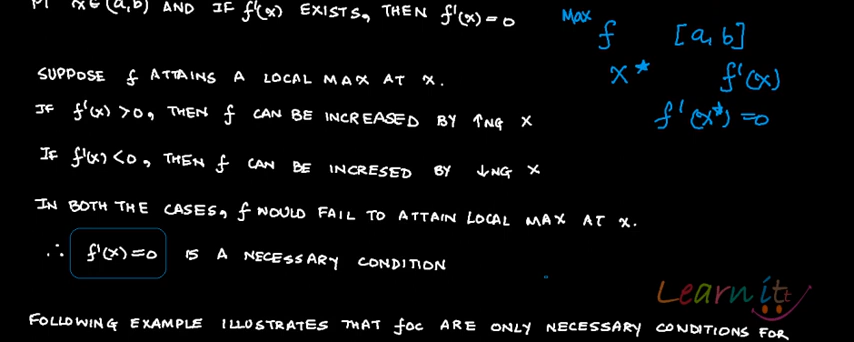 PT x∈(a,b) AND IF f'(x) EXISTS, THEN f'(x)=0
Max f [a,b]
x* f'(x)
f'(x*)=0
SUPPOSE f ATTAINS A LOCAL MAX AT x.
IF f'(x)>0, THEN f CAN BE INCREASED BY ↑NG x
IF f'(x)<0, THEN f CAN BE INCRESED BY ↓NG x
IN BOTH THE CASES, f WOULD FAIL TO ATTAIN LOCAL MAX AT x.
∴ f'(x)=0 IS A NECESSARY CONDITION
Learnitt
FOLLOWING EXAMPLE ILLUSTRATES THAT FOC ARE ONLY NECESSARY CONDITIONS FOR